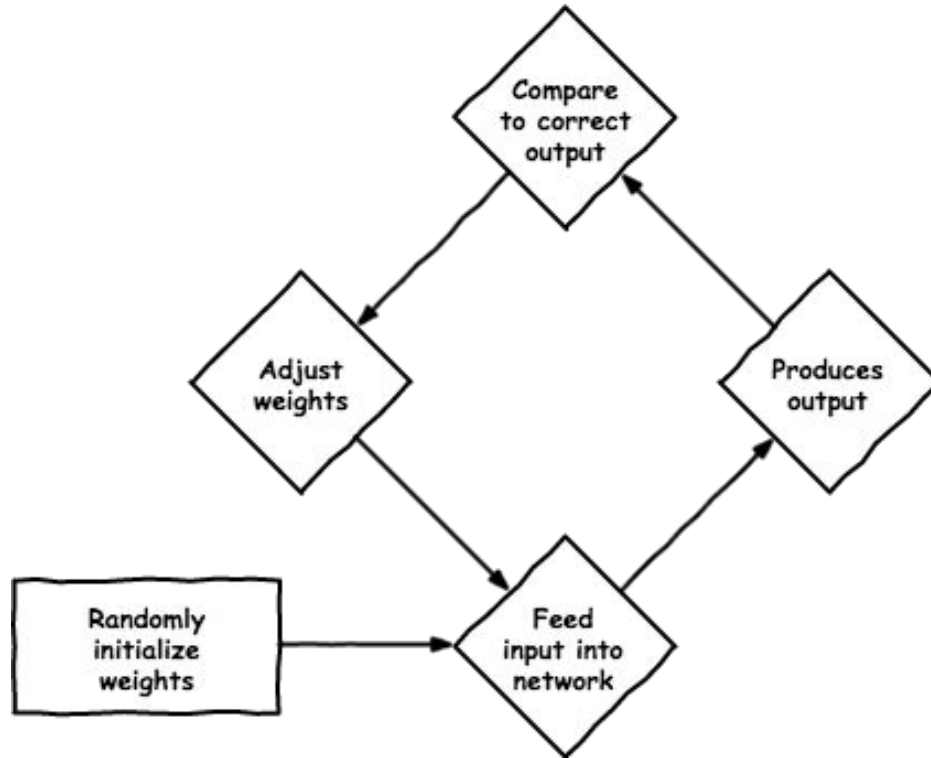 Compare
to correct
output
Adjust
weights
Produces
output
Randomly
initialize
weights
Feed
input into
network